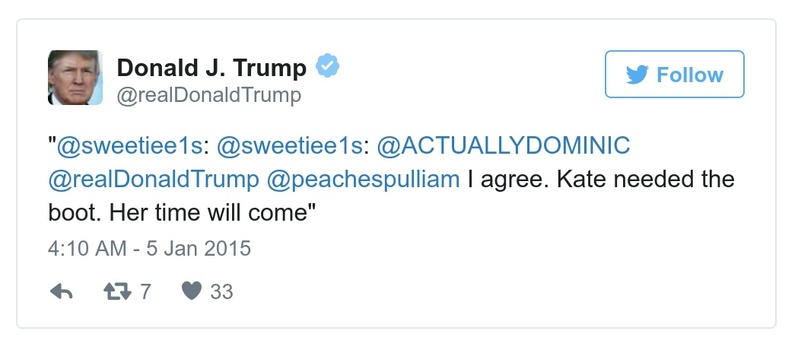 Donald J. Trump
@realDonaldTrump
Follow
"@sweetiee1s: @sweetiee1s: @ACTUALLYDOMINIC
@realDonaldTrump @peachespulliam I agree. Kate needed the
boot. Her time will come"
4:10 AM - 5 Jan 2015
7 33